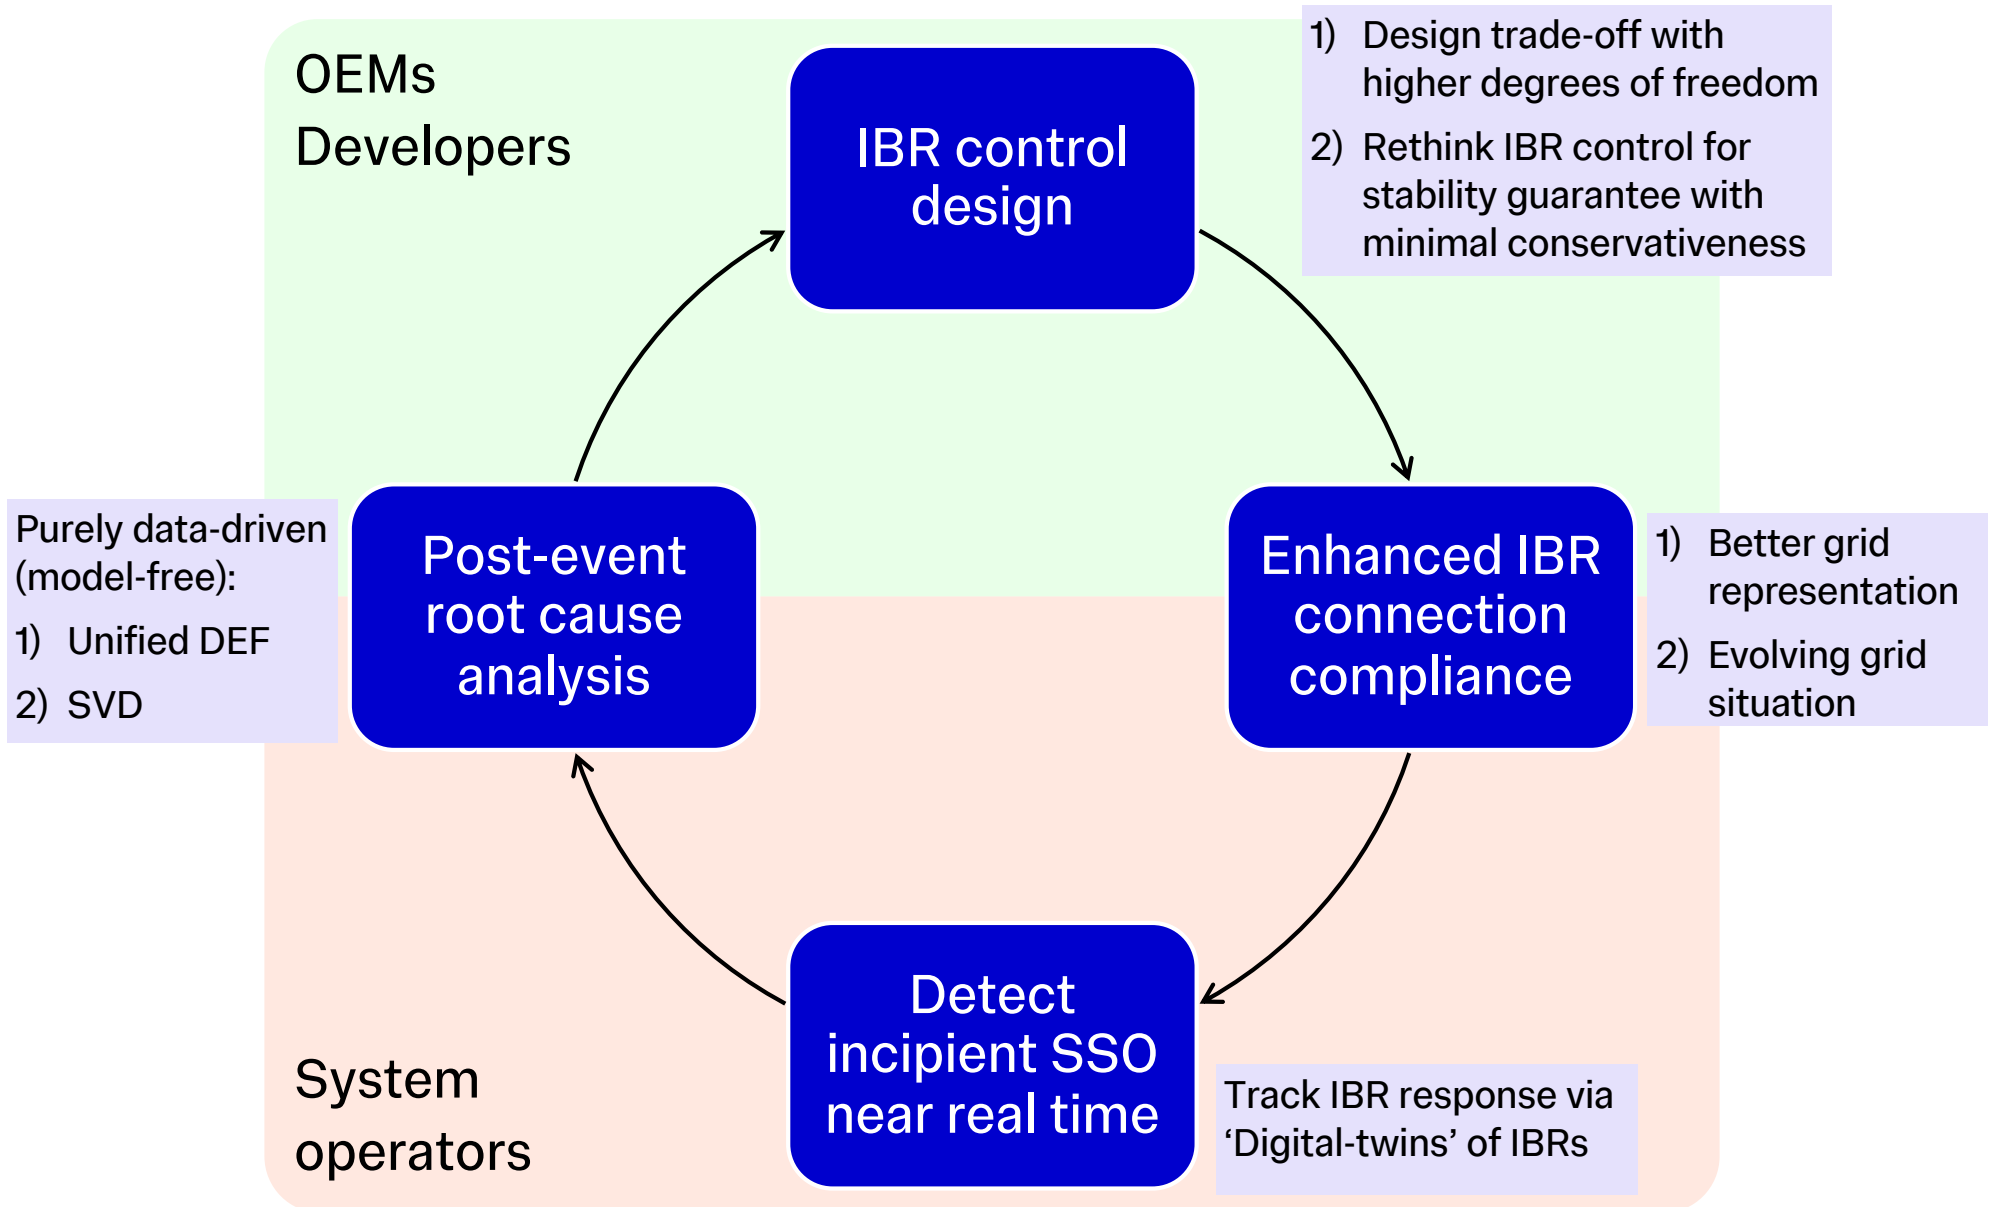 OEMs
Developers
IBR control
design
1) Design trade-off with
higher degrees of freedom
2) Rethink IBR control for
stability guarantee with
minimal conservativeness
Purely data-driven
(model-free):
1) Unified DEF
2) SVD
Post-event
root cause
analysis
Enhanced IBR
connection
compliance
1) Better grid
representation
2) Evolving grid
situation
System
operators
Detect
incipient SSO
near real time
Track IBR response via
‘Digital-twins’ of IBRs